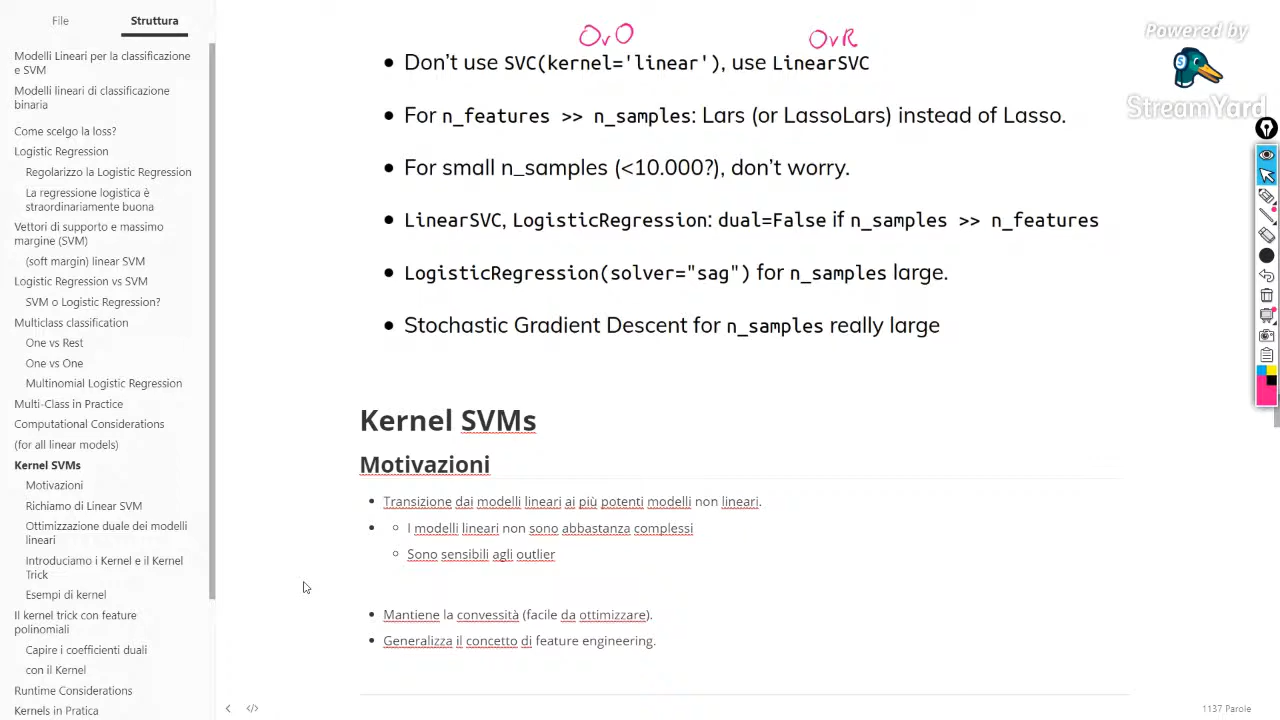 File
Struttura
Modelli Lineari per la classificazione
e SVM
Modelli lineari di classificazione
binaria
Come scelgo la loss?
Logistic Regression
Regolarizzo la Logistic Regression
La regressione logistica è
straordinariamente buona
Vettori di supporto e massimo
margine (SVM)
(soft margin) linear SVM
Logistic Regression vs SVM
SVM o Logistic Regression?
Multiclass classification
One vs Rest
One vs One
Multinomial Logistic Regression
Multi-Class in Practice
Computational Considerations
(for all linear models)
Kernel SVMs
Motivazioni
Richiamo di Linear SVM
Ottimizzazione duale dei modelli
lineari
Introduciamo i Kernel e il Kernel
Trick
Esempi di kernel
Il kernel trick con feature
polinomiali
Capire i coefficienti duali
con il Kernel
Runtime Considerations
Kernels in Pratica
OvO
OvR
• Don’t use SVC(kernel='linear'), use LinearSVC
• For n_features >> n_samples: Lars (or LassoLars) instead of Lasso.
• For small n_samples (<10.000?), don’t worry.
• LinearSVC, LogisticRegression: dual=False if n_samples >> n_features
• LogisticRegression(solver="sag") for n_samples large.
• Stochastic Gradient Descent for n_samples really large
Kernel SVMs
Motivazioni
• Transizione dai modelli lineari ai più potenti modelli non lineari.
• ◦ I modelli lineari non sono abbastanza complessi
◦ Sono sensibili agli outlier
• Mantiene la convessità (facile da ottimizzare).
• Generalizza il concetto di feature engineering.
1137 Parole
Powered by
StreamYard